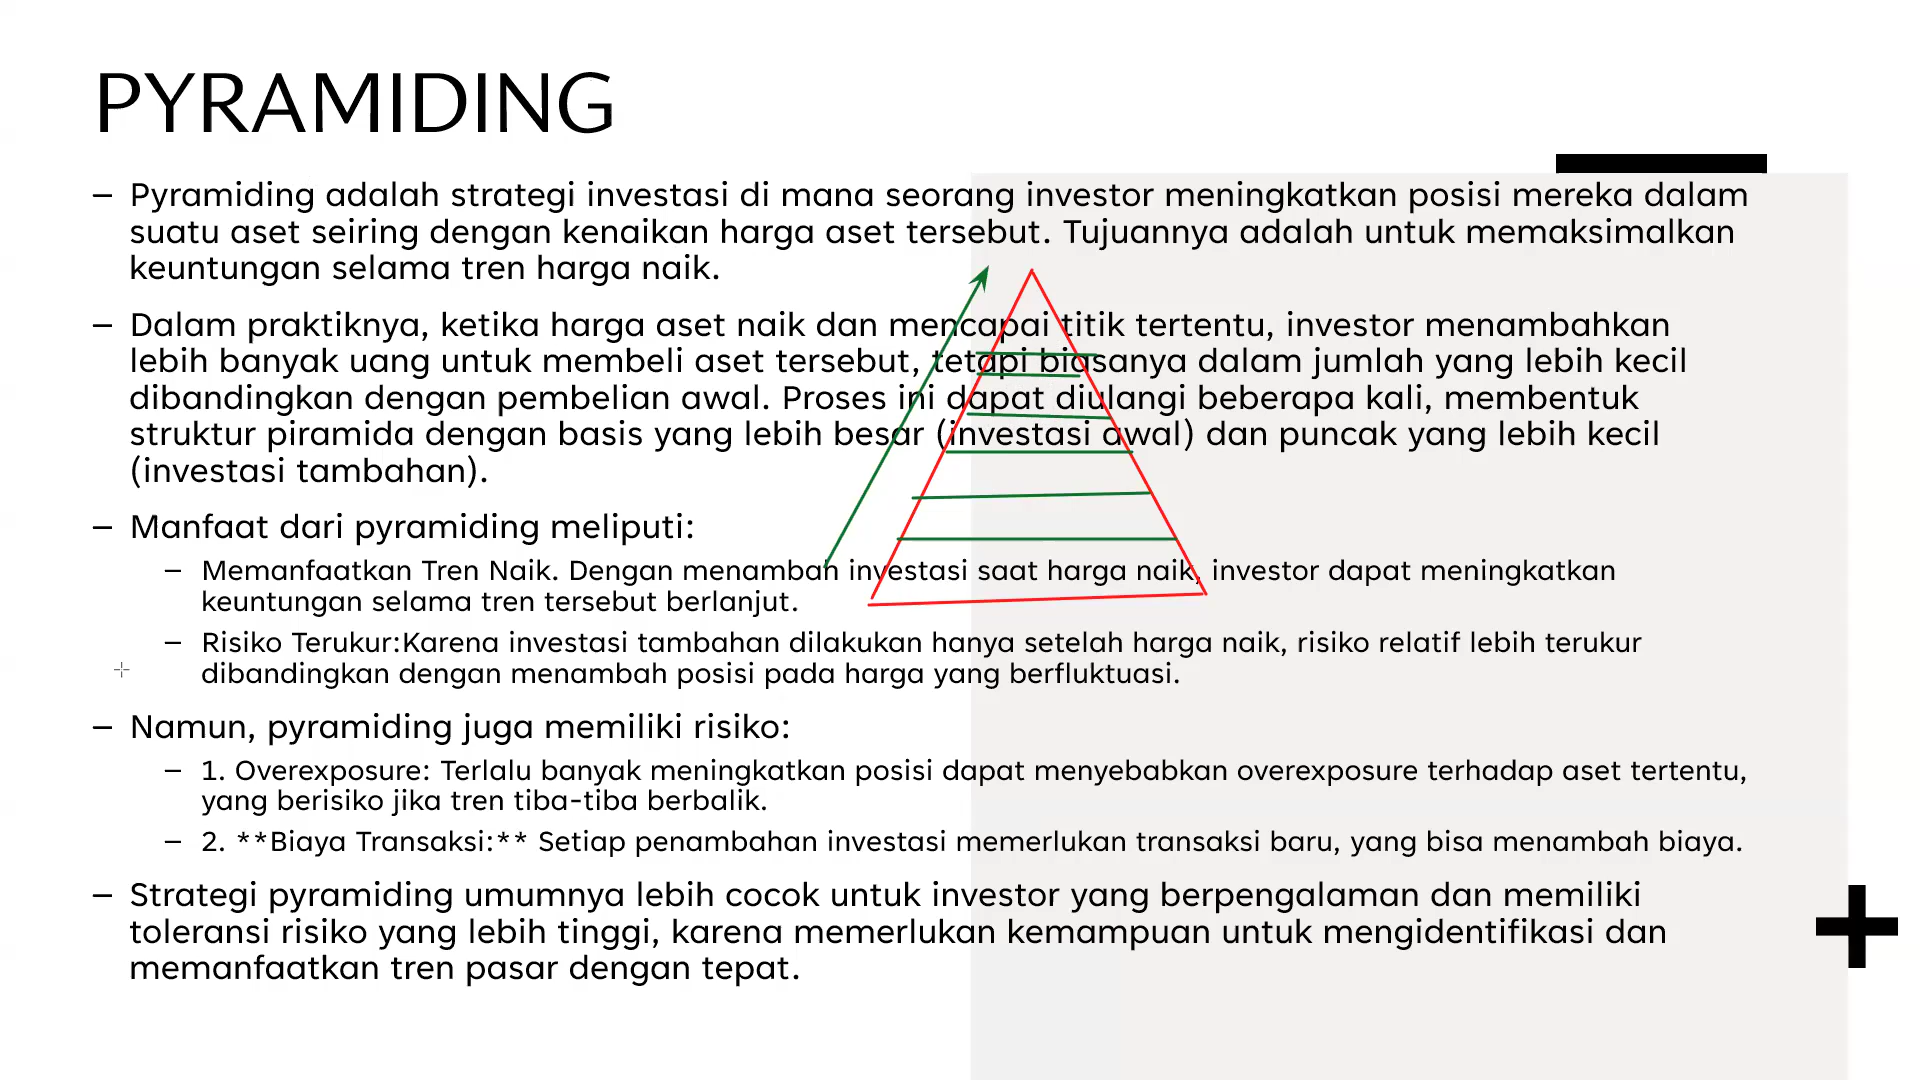 PYRAMIDING
– Pyramiding adalah strategi investasi di mana seorang investor meningkatkan posisi mereka dalam
suatu aset seiring dengan kenaikan harga aset tersebut. Tujuannya adalah untuk memaksimalkan
keuntungan selama tren harga naik.
– Dalam praktiknya, ketika harga aset naik dan mencapai titik tertentu, investor menambahkan
lebih banyak uang untuk membeli aset tersebut, tetapi biasanya dalam jumlah yang lebih kecil
dibandingkan dengan pembelian awal. Proses ini dapat diulangi beberapa kali, membentuk
struktur piramida dengan basis yang lebih besar (investasi awal) dan puncak yang lebih kecil
(investasi tambahan).
– Manfaat dari pyramiding meliputi:
– Memanfaatkan Tren Naik. Dengan menambah investasi saat harga naik, investor dapat meningkatkan
keuntungan selama tren tersebut berlanjut.
– Risiko Terukur:Karena investasi tambahan dilakukan hanya setelah harga naik, risiko relatif lebih terukur
dibandingkan dengan menambah posisi pada harga yang berfluktuasi.
– Namun, pyramiding juga memiliki risiko:
– 1. Overexposure: Terlalu banyak meningkatkan posisi dapat menyebabkan overexposure terhadap aset tertentu,
yang berisiko jika tren tiba-tiba berbalik.
– 2. **Biaya Transaksi:** Setiap penambahan investasi memerlukan transaksi baru, yang bisa menambah biaya.
– Strategi pyramiding umumnya lebih cocok untuk investor yang berpengalaman dan memiliki
toleransi risiko yang lebih tinggi, karena memerlukan kemampuan untuk mengidentifikasi dan
memanfaatkan tren pasar dengan tepat.